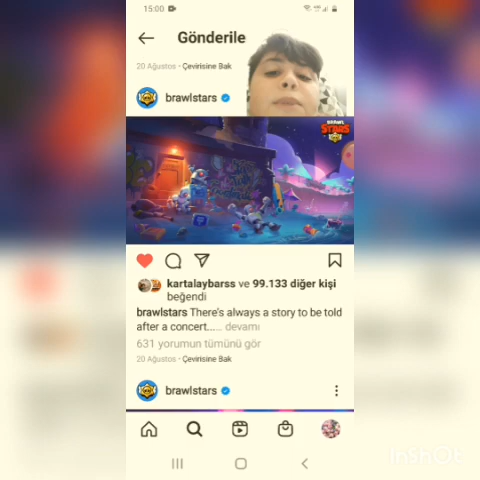 15:00
Gönderile
20 Ağustos • Çevirisine Bak
brawlstars
BRAWL
STARS
kartalaybarss ve 99.133 diğer kişi
beğendi
brawlstars There's always a story to be told
after a concert...... devamı
631 yorumun tümünü gör
20 Ağustos • Çevirisine Bak
brawlstars
InShOt